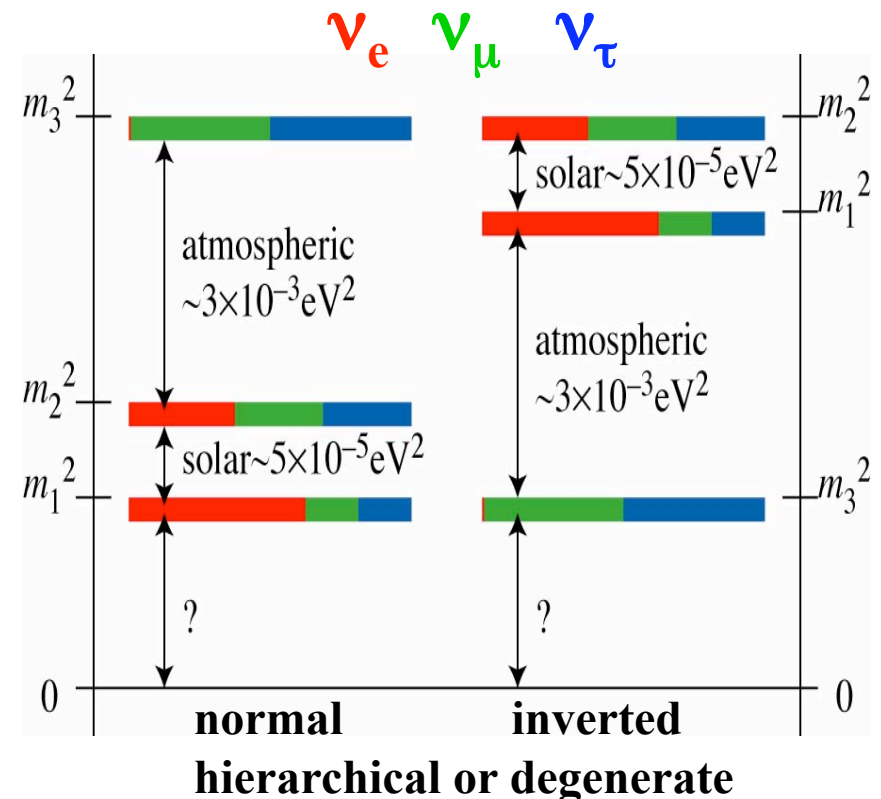 νe νμ ντ
m₃²
atmospheric
~3×10⁻³eV²
m₂²
solar~5×10⁻⁵eV²
m₁²
?
0
normal
m₂²
solar~5×10⁻⁵eV²
m₁²
atmospheric
~3×10⁻³eV²
m₃²
?
0
inverted
hierarchical or degenerate